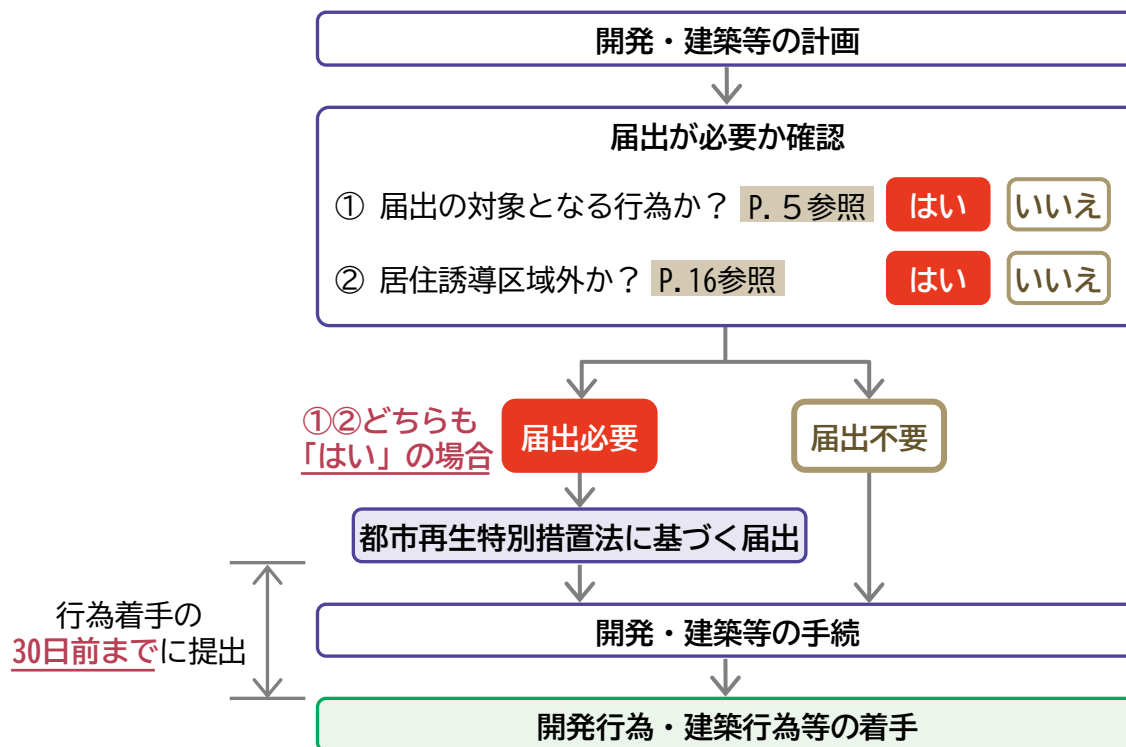 開発・建築等の計画
届出が必要か確認
① 届出の対象となる行為か？ P.５参照 はい いいえ
② 居住誘導区域外か？ P.16参照 はい いいえ
①②どちらも
「はい」の場合
届出必要
届出不要
都市再生特別措置法に基づく届出
行為着手の
30日前までに提出
開発・建築等の手続
開発行為・建築行為等の着手